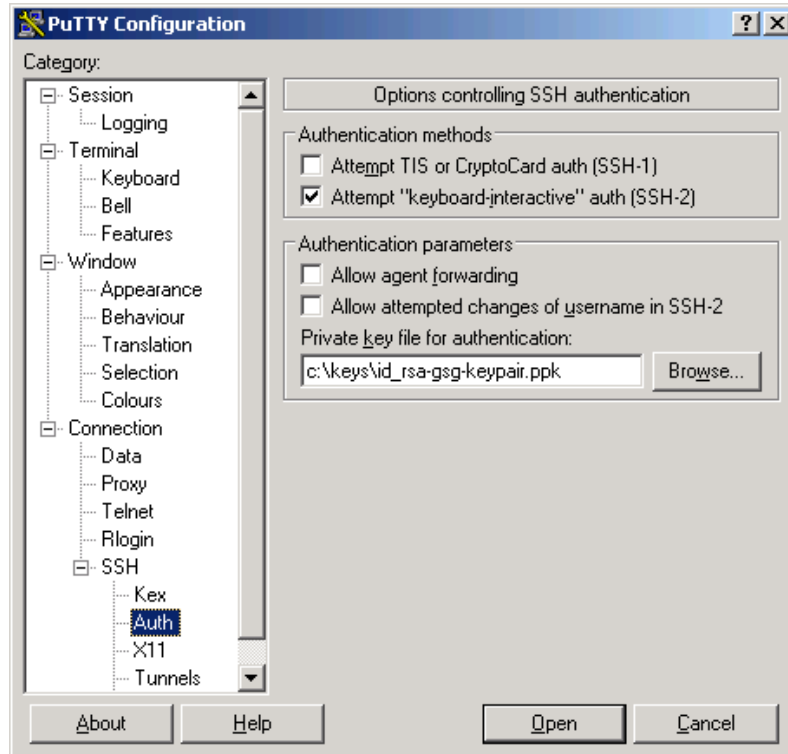 PuTTY Configuration
Category:
Session
Logging
Terminal
Keyboard
Bell
Features
Window
Appearance
Behaviour
Translation
Selection
Colours
Connection
Data
Proxy
Telnet
Rlogin
SSH
Kex
Auth
X11
Tunnels
Options controlling SSH authentication
Authentication methods
Attempt TIS or CryptoCard auth (SSH-1)
Attempt "keyboard-interactive" auth (SSH-2)
Authentication parameters
Allow agent forwarding
Allow attempted changes of username in SSH-2
Private key file for authentication:
c:\keys\id_rsa-gsg-keypair.ppk
Browse...
About
Help
Open
Cancel